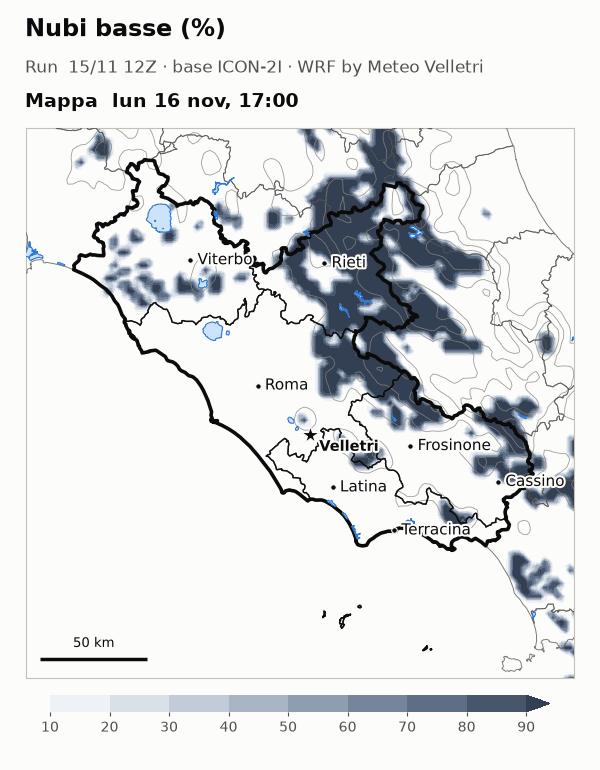 Nubi basse (%)
Run  15/11 12Z · base ICON-2I · WRF by Meteo Velletri
Mappa  lun 16 nov, 17:00
Viterbo
Rieti
Roma
Velletri
Frosinone
Latina
Cassino
Terracina
50 km
10 20 30 40 50 60 70 80 90